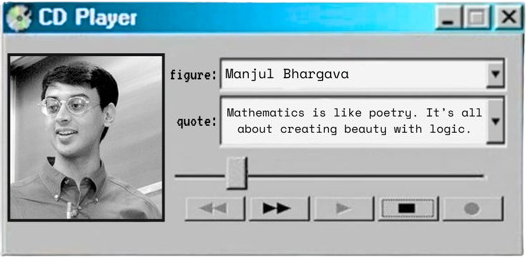 CD Player
figure: Manjul Bhargava
quote: Mathematics is like poetry. It's all
about creating beauty with logic.